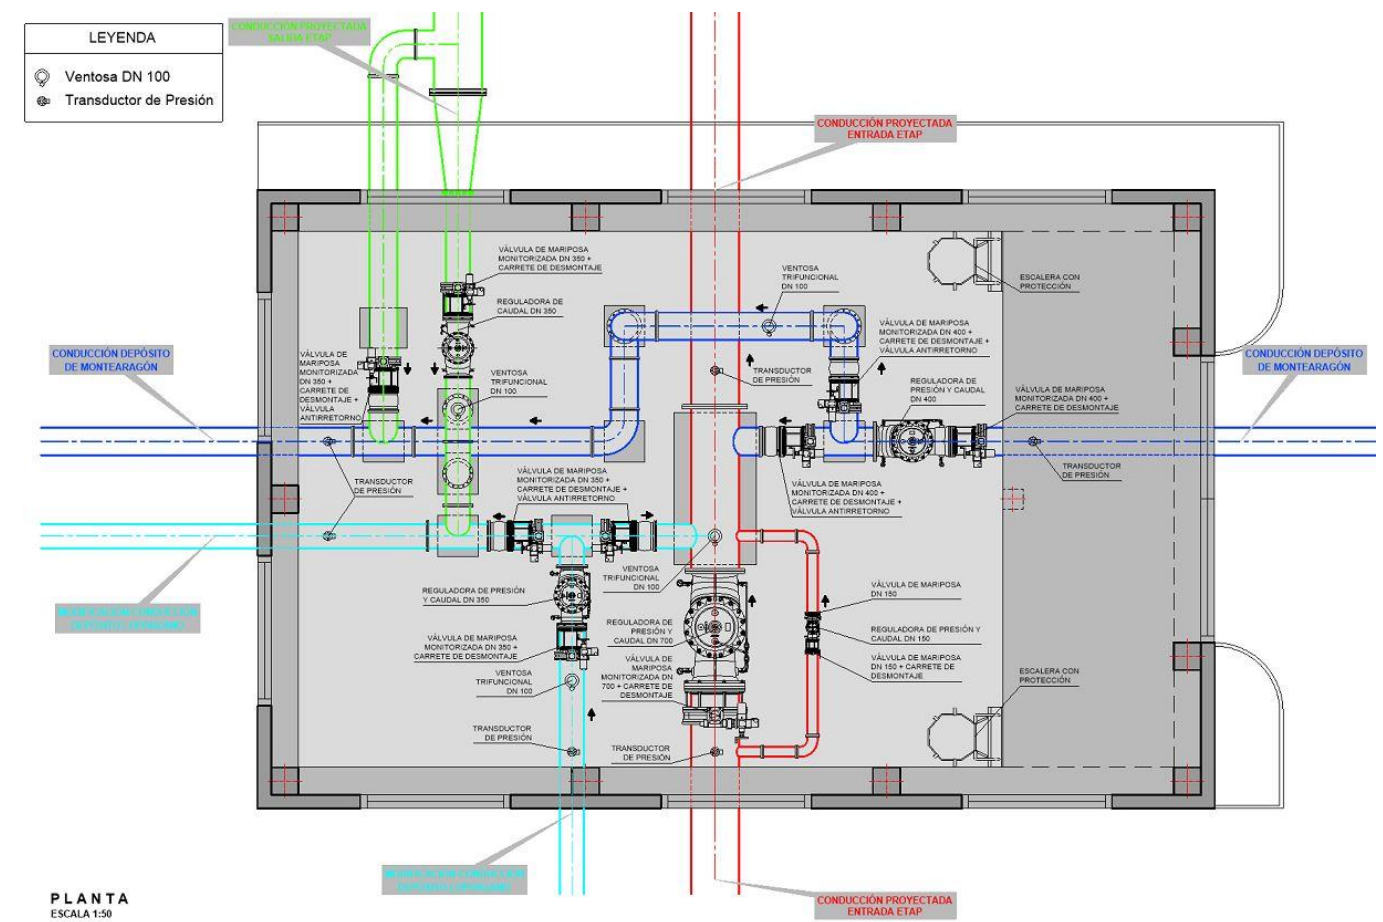 LEYENDA
Ventosa DN 100
Transductor de Presión
CONDUCCIÓN PROYECTADA
SALIDA ETAP
CONDUCCIÓN PROYECTADA
ENTRADA ETAP
VÁLVULA DE MARIPOSA
MONITORIZADA DN 350 +
CARRETE DE DESMONTAJE
REGULADORA DE
CAUDAL DN 350
VENTOSA
TRIFUNCIONAL
DN 100
ESCALERA CON
PROTECCIÓN
CONDUCCIÓN DEPÓSITO
DE MONTEARAGÓN
VÁLVULA DE
MARIPOSA
MONITORIZADA
DN 350 +
CARRETE DE
DESMONTAJE +
VÁLVULA
ANTIRRETORNO
VENTOSA
TRIFUNCIONAL
DN 100
TRANSDUCTOR
DE PRESIÓN
VÁLVULA DE MARIPOSA
MONITORIZADA DN 400 +
CARRETE DE DESMONTAJE +
VÁLVULA ANTIRRETORNO
REGULADORA DE
PRESIÓN Y CAUDAL
DN 400
VÁLVULA DE MARIPOSA
MONITORIZADA DN 400 +
CARRETE DE DESMONTAJE
CONDUCCIÓN DEPÓSITO
DE MONTEARAGÓN
TRANSDUCTOR
DE PRESIÓN
VÁLVULA DE MARIPOSA
MONITORIZADA DN 350 +
CARRETE DE DESMONTAJE +
VÁLVULA ANTIRRETORNO
VÁLVULA DE MARIPOSA
MONITORIZADA DN 400 +
CARRETE DE DESMONTAJE +
VÁLVULA ANTIRRETORNO
TRANSDUCTOR
DE PRESIÓN
MODIFICACIÓN CONDUCCIÓN
REGULADORA DE PRESIÓN
Y CAUDAL DN 350
VENTOSA
TRIFUNCIONAL
DN 100
VÁLVULA DE MARIPOSA
DN 150
VÁLVULA DE MARIPOSA
MONITORIZADA DN 350 +
CARRETE DE DESMONTAJE
REGULADORA DE
PRESIÓN Y
CAUDAL DN 700
REGULADORA DE PRESIÓN Y
CAUDAL DN 150
VENTOSA
TRIFUNCIONAL
DN 100
VÁLVULA DE
MARIPOSA
MONITORIZADA DN
700 + CARRETE DE
DESMONTAJE
VÁLVULA DE MARIPOSA
DN 150 + CARRETE DE
DESMONTAJE
ESCALERA CON
PROTECCIÓN
TRANSDUCTOR
DE PRESIÓN
TRANSDUCTOR
DE PRESIÓN
MODIFICACIÓN CONDUCCIÓN
CONDUCCIÓN PROYECTADA
ENTRADA ETAP
PLANTA
ESCALA 1:50